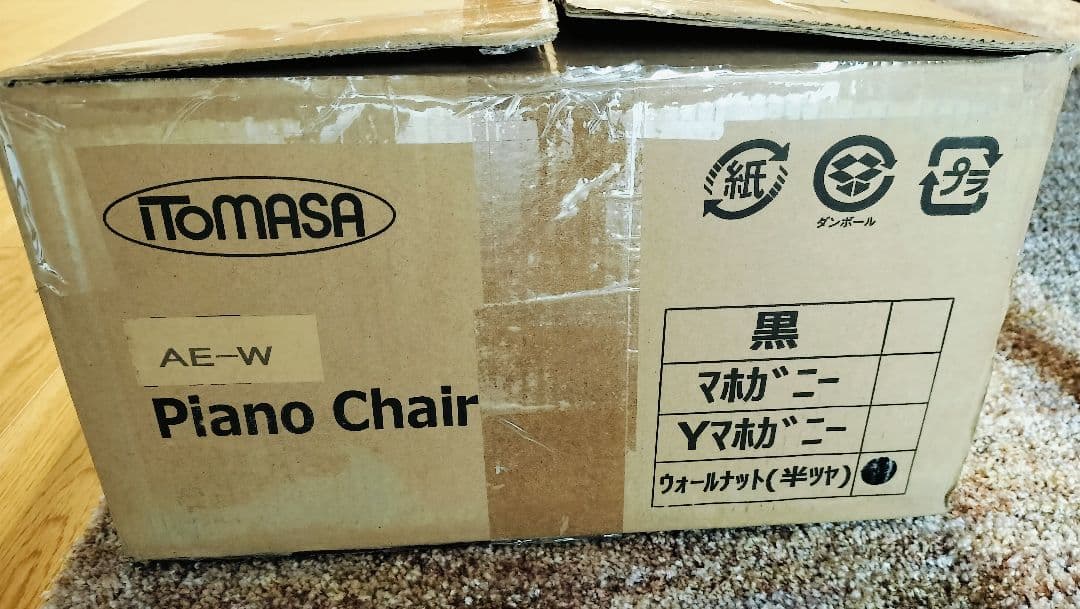 ITOMASA
紙
ダンボール
プラ
AE-W
Piano Chair
黒
マホガニー
Yマホガニー
ウォールナット(半ツヤ)